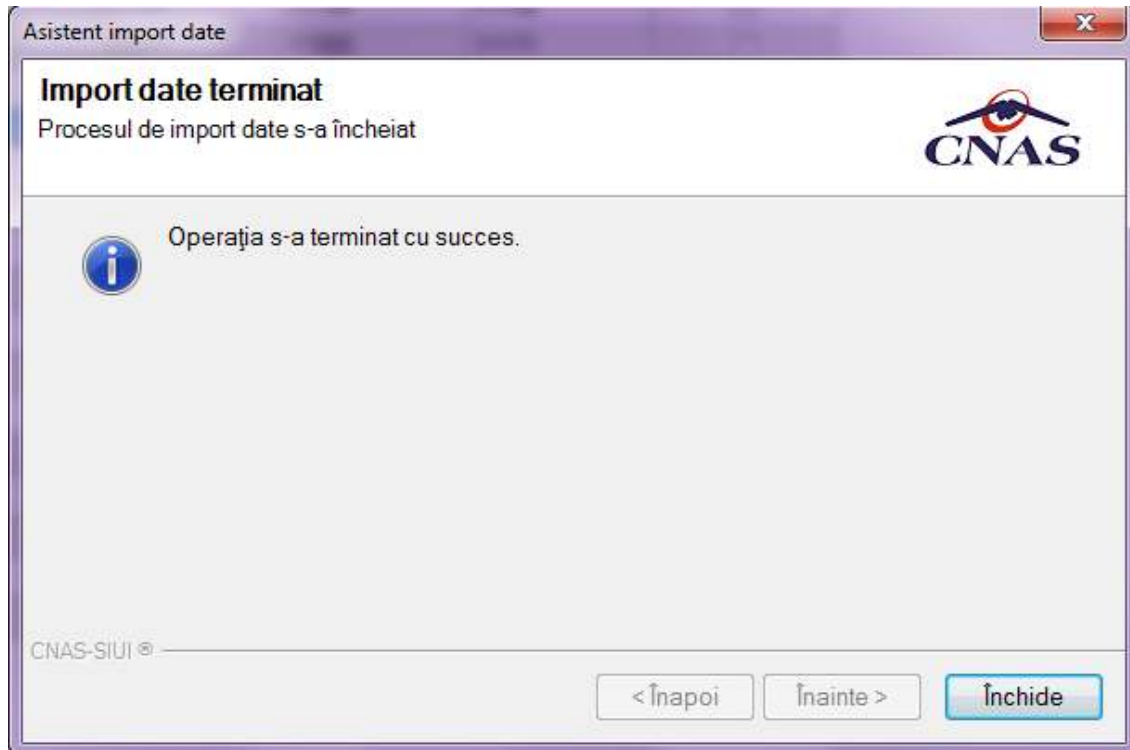 Asistent import date
Import date terminat
Procesul de import date s-a încheiat
CNAS
Operaţia s-a terminat cu succes.
CNAS-SIUI ®
< Înapoi
Înainte >
Închide